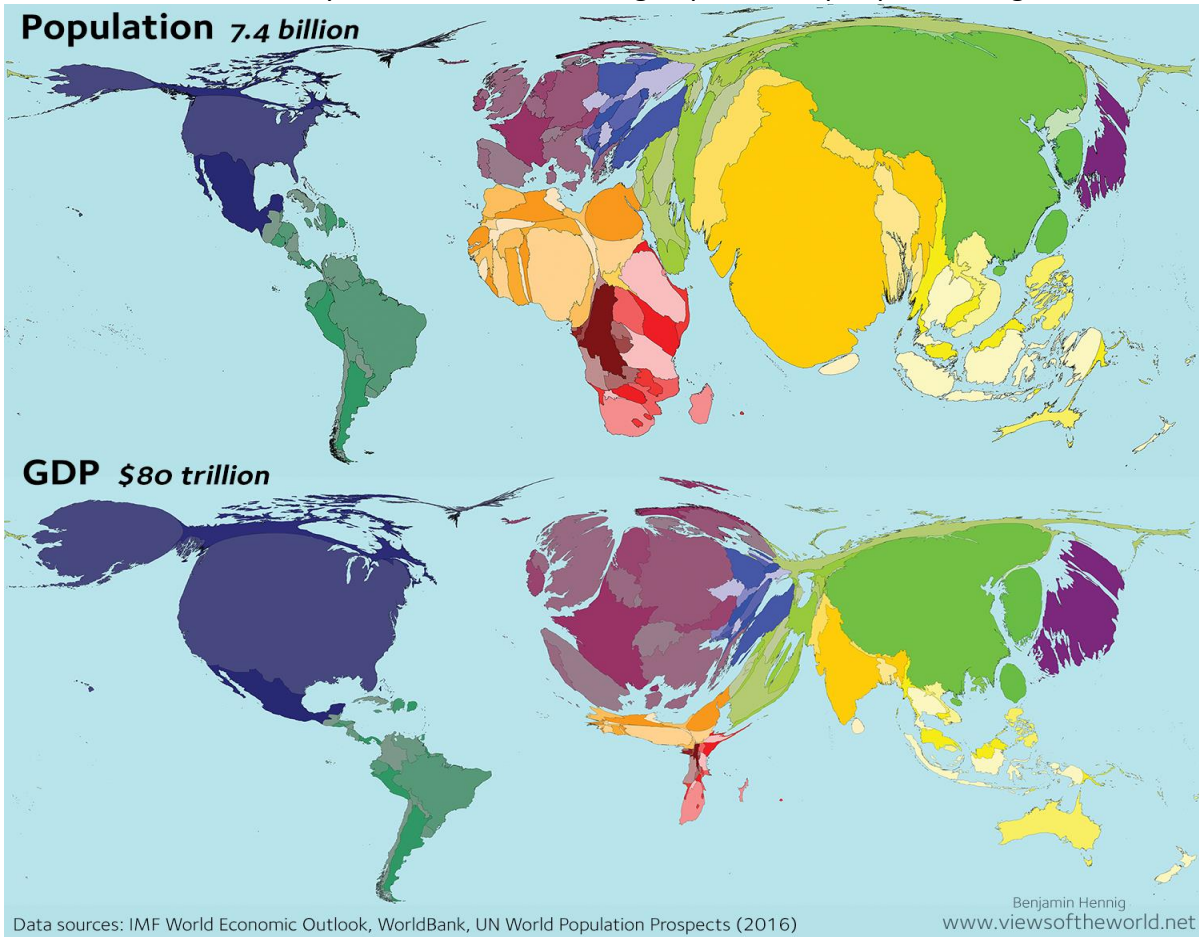 Population 7.4 billion
GDP $80 trillion
Benjamin Hennig
Data sources: IMF World Economic Outlook, WorldBank, UN World Population Prospects (2016)
www.viewsoftheworld.net